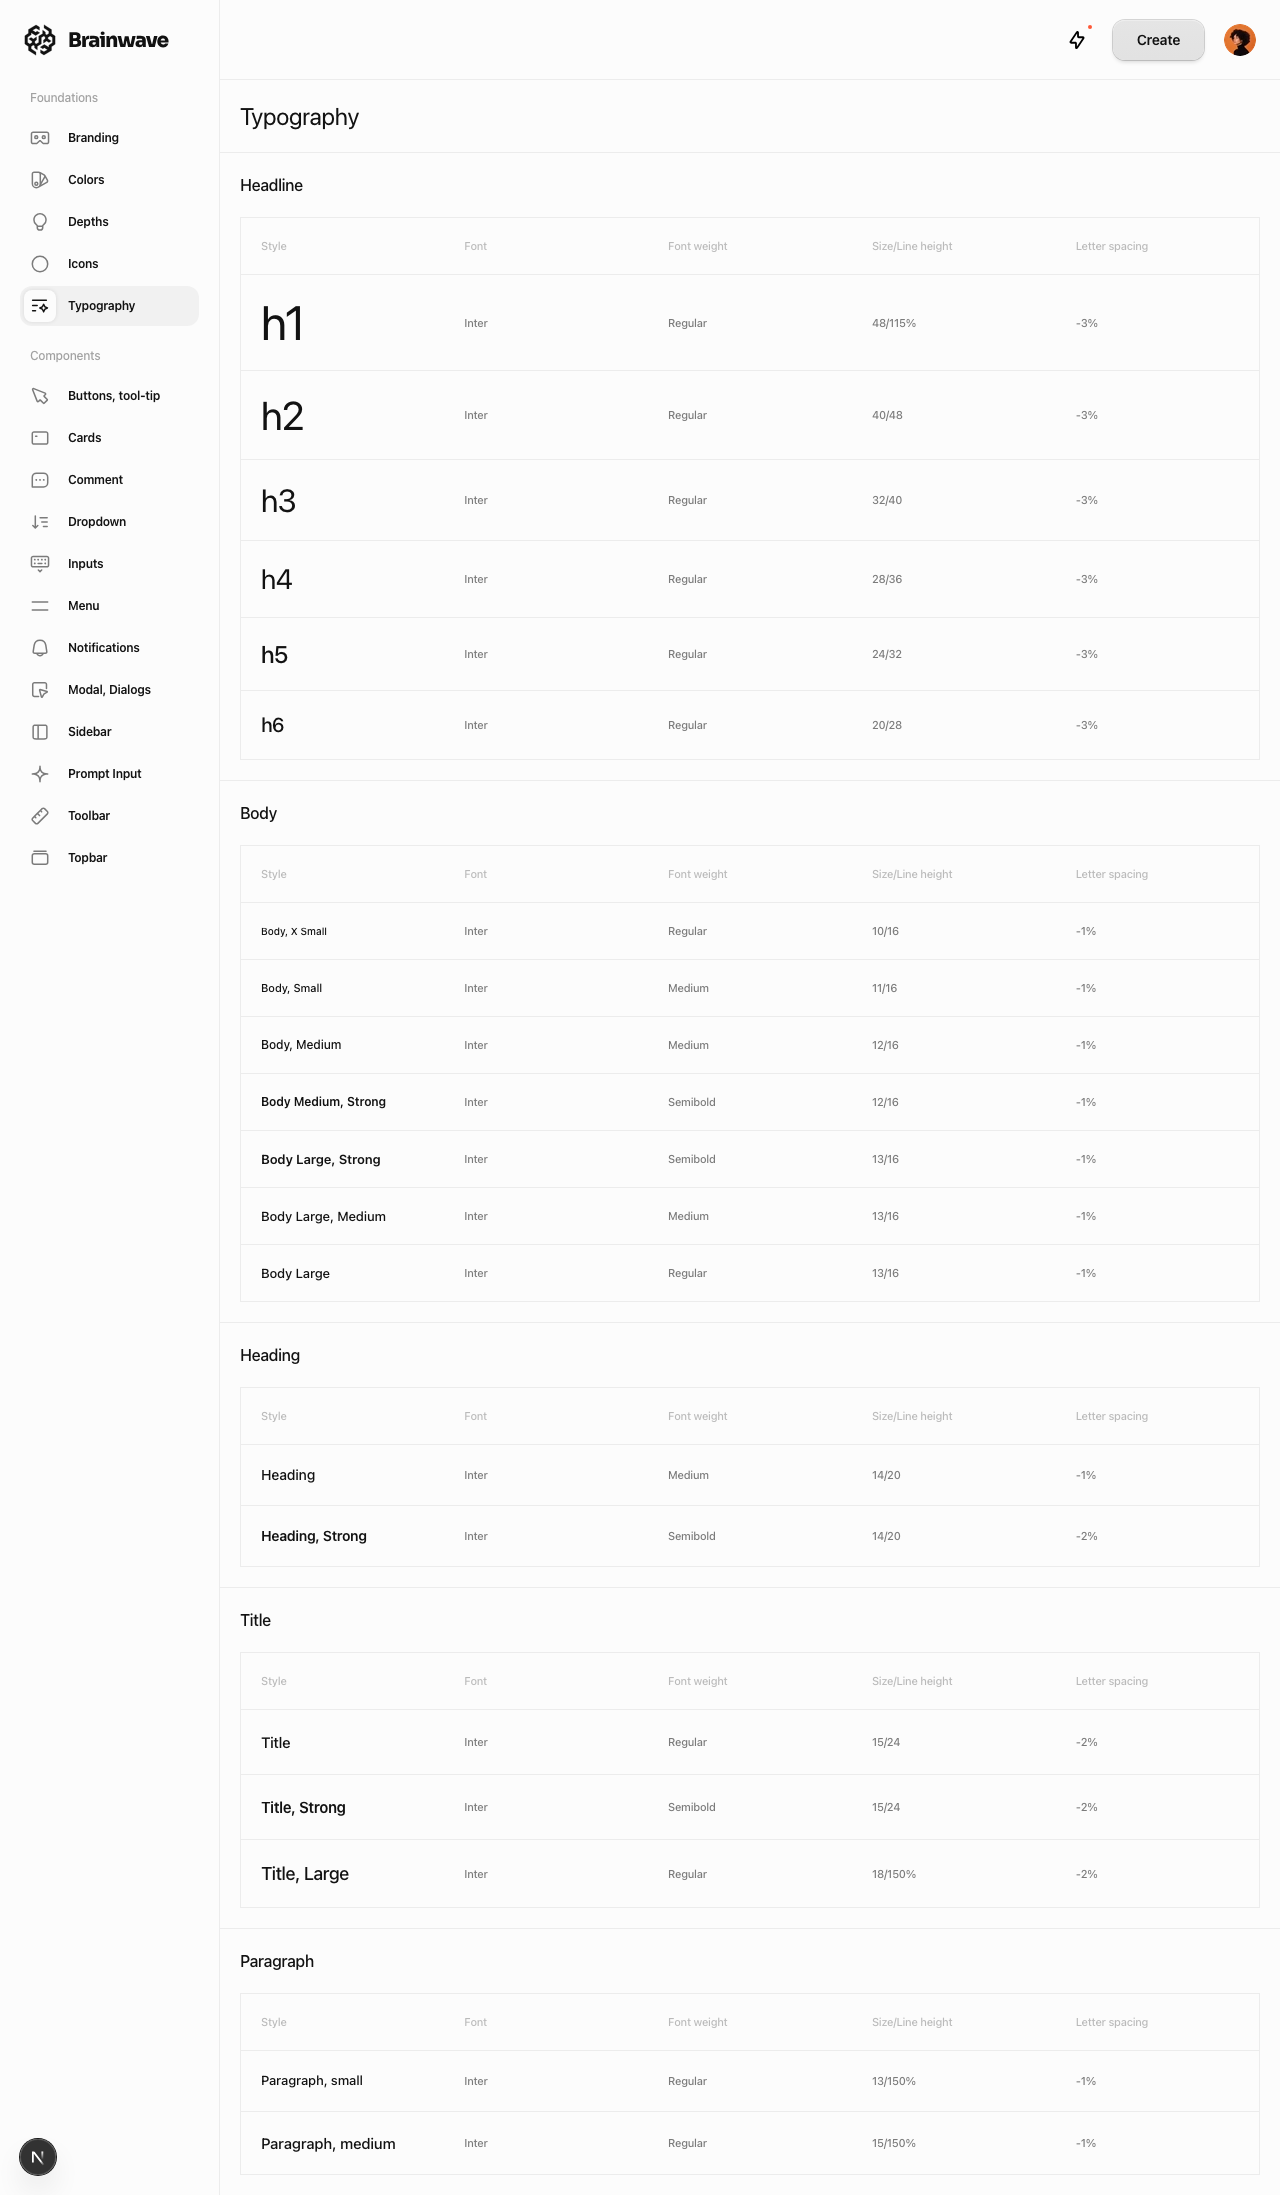 Brainwave
Create
Foundations
Branding
Colors
Depths
Icons
Typography
Components
Buttons, tool-tip
Cards
Comment
Dropdown
Inputs
Menu
Notifications
Modal, Dialogs
Sidebar
Prompt Input
Toolbar
Topbar
N
Typography
Headline
Style Font Font weight Size/Line height Letter spacing
h1 Inter Regular 48/115% -3%
h2 Inter Regular 40/48 -3%
h3 Inter Regular 32/40 -3%
h4 Inter Regular 28/36 -3%
h5 Inter Regular 24/32 -3%
h6 Inter Regular 20/28 -3%
Body
Style Font Font weight Size/Line height Letter spacing
Body, X Small Inter Regular 10/16 -1%
Body, Small Inter Medium 11/16 -1%
Body, Medium Inter Medium 12/16 -1%
Body Medium, Strong Inter Semibold 12/16 -1%
Body Large, Strong Inter Semibold 13/16 -1%
Body Large, Medium Inter Medium 13/16 -1%
Body Large Inter Regular 13/16 -1%
Heading
Style Font Font weight Size/Line height Letter spacing
Heading Inter Medium 14/20 -1%
Heading, Strong Inter Semibold 14/20 -2%
Title
Style Font Font weight Size/Line height Letter spacing
Title Inter Regular 15/24 -2%
Title, Strong Inter Semibold 15/24 -2%
Title, Large Inter Regular 18/150% -2%
Paragraph
Style Font Font weight Size/Line height Letter spacing
Paragraph, small Inter Regular 13/150% -1%
Paragraph, medium Inter Regular 15/150% -1%